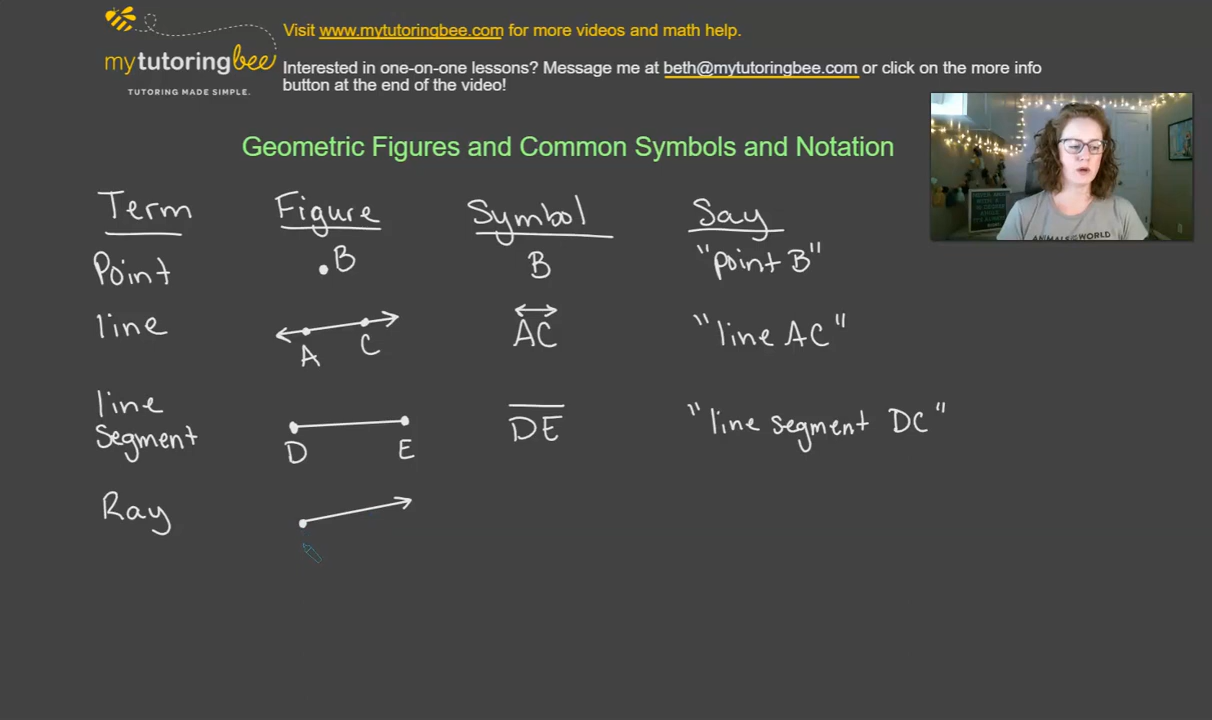 Visit www.mytutoringbee.com for more videos and math help.
mytutoringbee
TUTORING MADE SIMPLE.
Interested in one-on-one lessons? Message me at beth@mytutoringbee.com or click on the more info
button at the end of the video!
Geometric Figures and Common Symbols and Notation
Term Figure Symbol Say
Point B B "point B"
line A C AC "line AC"
line
segment D E DE "line segment DC"
Ray